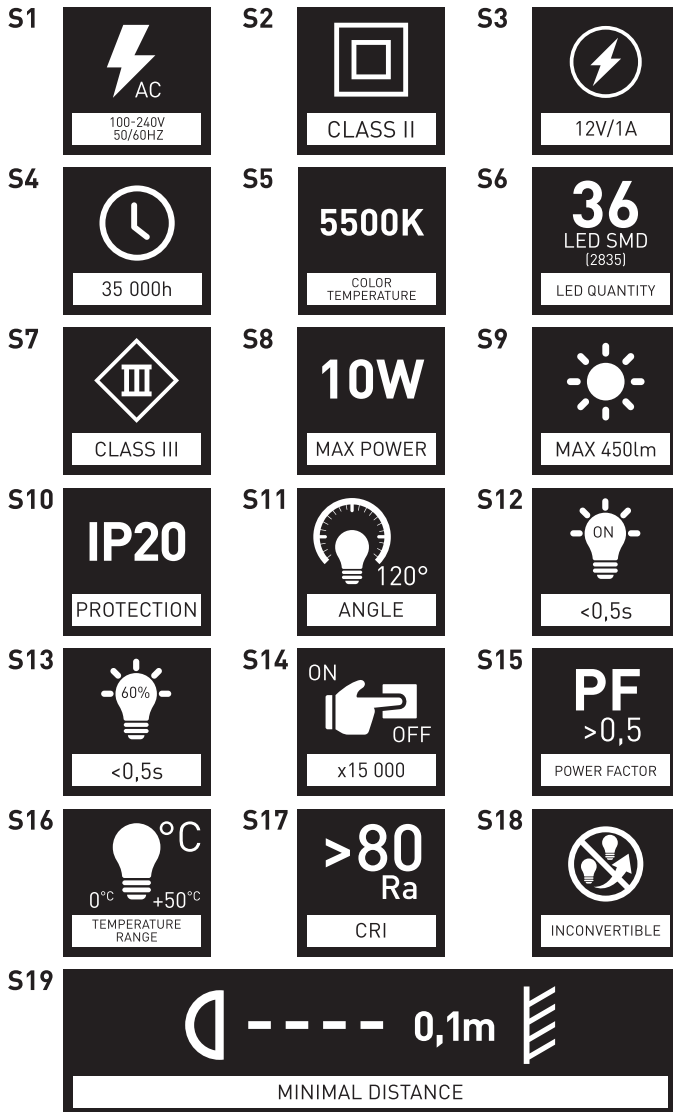 S1
AC
100-240V
50/60HZ
S2
CLASS II
S3
12V/1A
S4
35 000h
S5
5500K
COLOR
TEMPERATURE
S6
36
LED SMD
(2835)
LED QUANTITY
S7
III
CLASS III
S8
10W
MAX POWER
S9
MAX 450lm
S10
IP20
PROTECTION
S11
120°
ANGLE
S12
ON
<0,5s
S13
60%
<0,5s
S14
ON
OFF
x15 000
S15
PF
>0,5
POWER FACTOR
S16
°C
0°C +50°C
TEMPERATURE
RANGE
S17
>80
Ra
CRI
S18
INCONVERTIBLE
S19
0,1m
MINIMAL DISTANCE